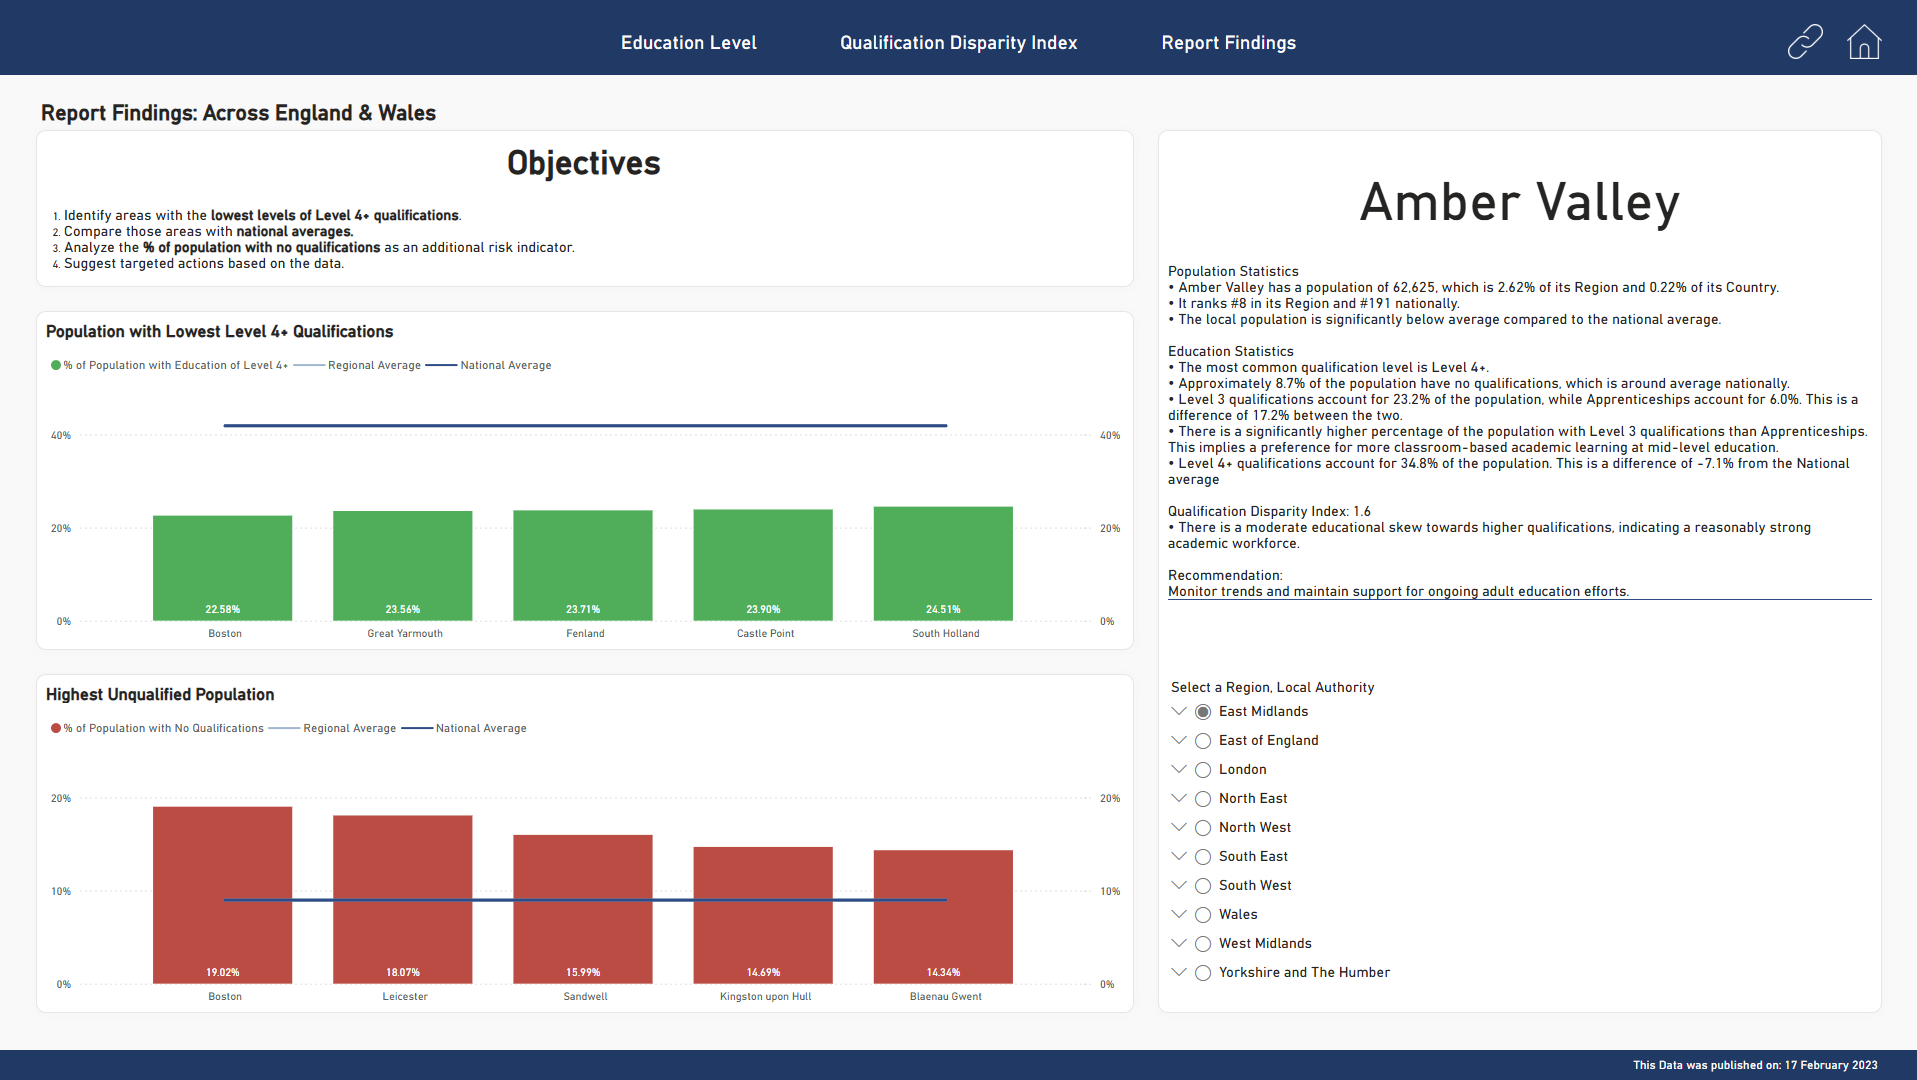 Education Level
Qualification Disparity Index
Report Findings
Report Findings: Across England & Wales
Objectives
1. Identify areas with the lowest levels of Level 4+ qualifications.
2. Compare those areas with national averages.
3. Analyze the % of population with no qualifications as an additional risk indicator.
4. Suggest targeted actions based on the data.
Population with Lowest Level 4+ Qualifications
% of Population with Education of Level 4+ Regional Average National Average
40% 40%
20% 20%
0% 0%
22.58% 23.56% 23.71% 23.90% 24.51%
Boston Great Yarmouth Fenland Castle Point South Holland
Highest Unqualified Population
% of Population with No Qualifications Regional Average National Average
20% 20%
10% 10%
0% 0%
19.02% 18.07% 15.99% 14.69% 14.34%
Boston Leicester Sandwell Kingston upon Hull Blaenau Gwent
Amber Valley
Population Statistics
• Amber Valley has a population of 62,625, which is 2.62% of its Region and 0.22% of its Country.
• It ranks #8 in its Region and #191 nationally.
• The local population is significantly below average compared to the national average.
Education Statistics
• The most common qualification level is Level 4+.
• Approximately 8.7% of the population have no qualifications, which is around average nationally.
• Level 3 qualifications account for 23.2% of the population, while Apprenticeships account for 6.0%. This is a
difference of 17.2% between the two.
• There is a significantly higher percentage of the population with Level 3 qualifications than Apprenticeships.
This implies a preference for more classroom-based academic learning at mid-level education.
• Level 4+ qualifications account for 34.8% of the population. This is a difference of -7.1% from the National
average
Qualification Disparity Index: 1.6
• There is a moderate educational skew towards higher qualifications, indicating a reasonably strong
academic workforce.
Recommendation:
Monitor trends and maintain support for ongoing adult education efforts.
Select a Region, Local Authority
East Midlands
East of England
London
North East
North West
South East
South West
Wales
West Midlands
Yorkshire and The Humber
This Data was published on: 17 February 2023